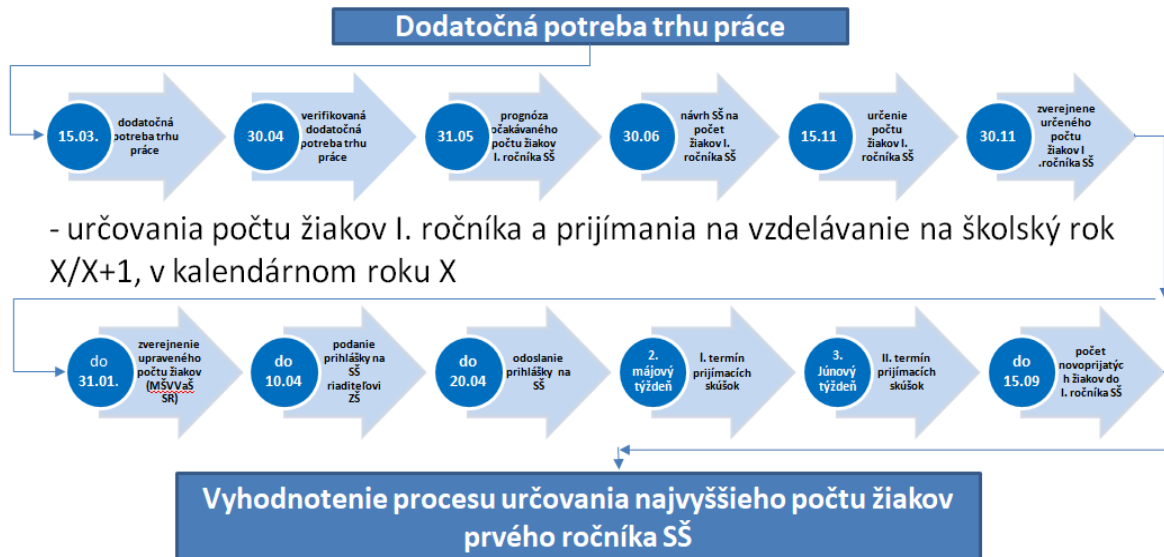 Dodatočná potreba trhu práce
15.03.
dodatočná
potreba trhu
práce
30.04
verifikovaná
dodatočná
potreba trhu
práce
31.05
prognóza
očakávaného
počtu žiakov
I. ročníka SŠ
30.06
návrh SŠ na
počet
žiakov I.
ročníka SŠ
15.11
určenie
počtu
žiakov I.
ročníka SŠ
30.11
zverejnene
určeného
počtu
žiakov I
.ročníka SŠ
- určovania počtu žiakov I. ročníka a prijímania na vzdelávanie na školský rok
X/X+1, v kalendárnom roku X
do
31.01.
zverejnenie
upraveného
počtu žiakov
(MŠVVaŠ
SR)
do
10.04
podanie
prihlášky na
SŠ
riaditeľovi
ZŠ
do
20.04
odoslanie
prihlášky na
SŠ
2.
májový
týždeň
I. termín
prijímacích
skúšok
3.
Júnový
týždeň
II. termín
prijímacích
skúšok
do
15.09
počet
novoprijatýc
h žiakov do
I. ročníka SŠ
Vyhodnotenie procesu určovania najvyššieho počtu žiakov
prvého ročníka SŠ